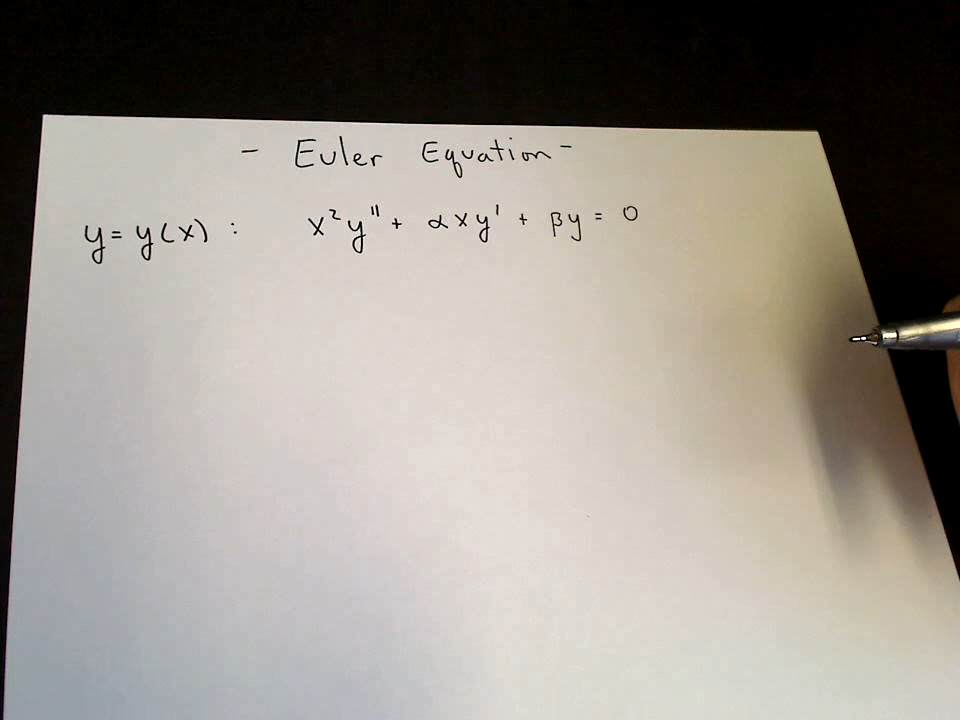 - Euler Equation -
y = y(x) : x²y'' + αxy' + βy = 0